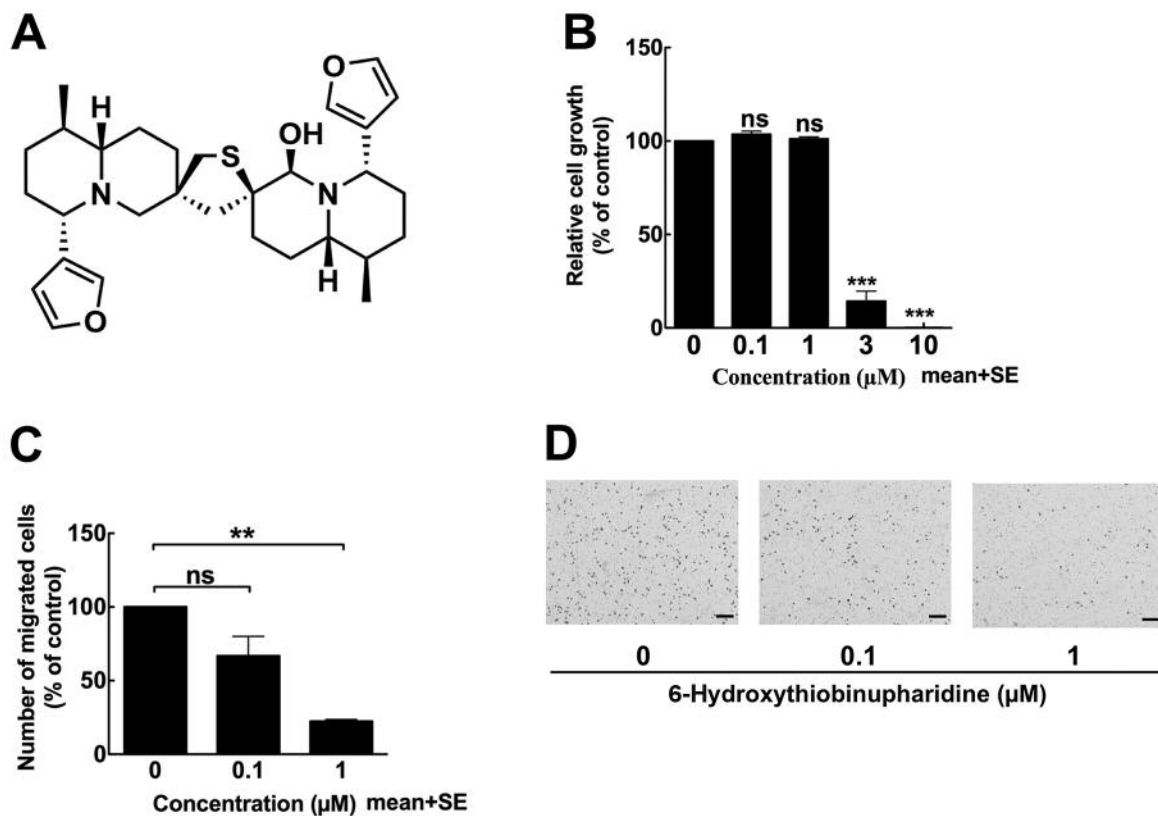 A
H
N
S
OH
O
N
H
O
B
Relative cell growth
(% of control)
150
100
50
0
ns
ns
***
***
0 0.1 1 3 10
Concentration (µM) mean+SE
C
Number of migrated cells
(% of control)
150
100
50
0
**
ns
0 0.1 1
Concentration (µM) mean+SE
D
0 0.1 1
6-Hydroxythiobinupharidine (µM)